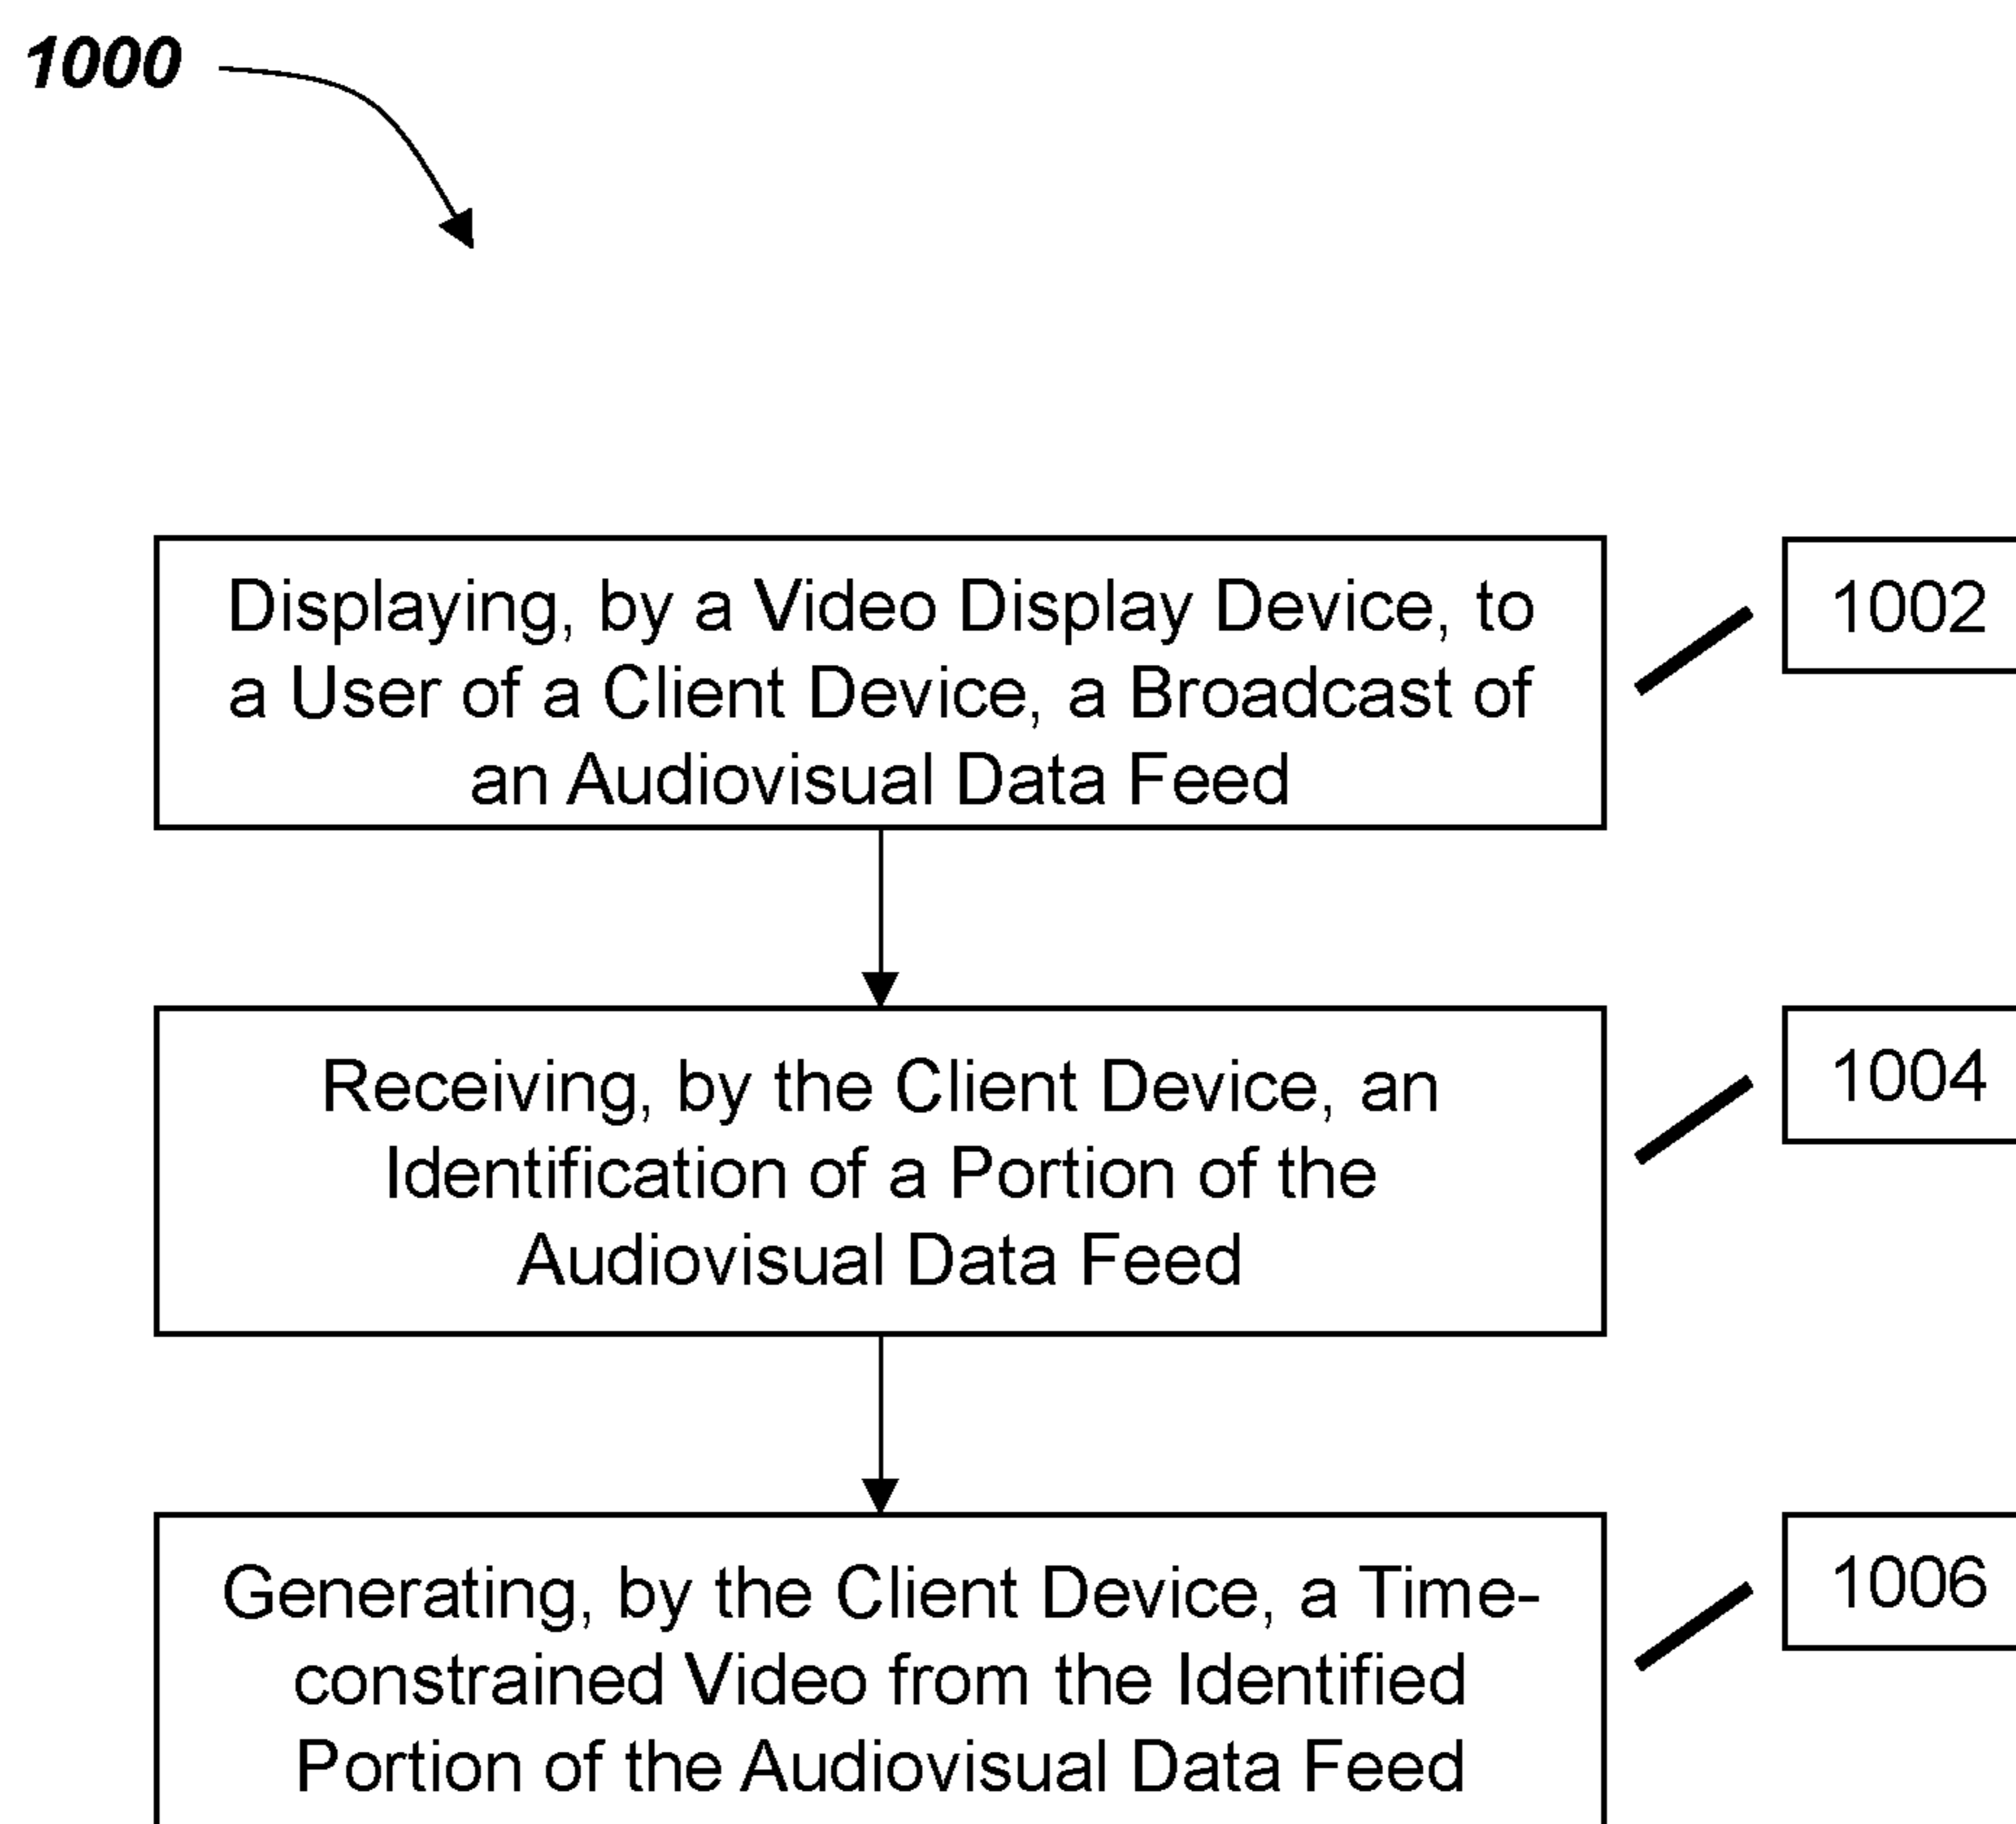 1000
Displaying, by a Video Display Device, to
a User of a Client Device, a Broadcast of
an Audiovisual Data Feed
1002
Receiving, by the Client Device, an
Identification of a Portion of the
Audiovisual Data Feed
1004
Generating, by the Client Device, a Time-
constrained Video from the Identified
Portion of the Audiovisual Data Feed
1006